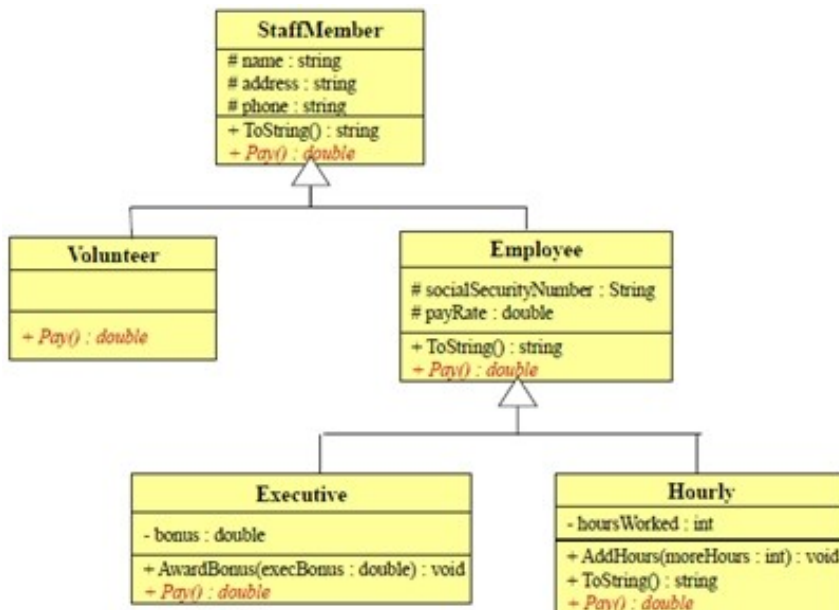 StaffMember
# name : string
# address : string
# phone : string
+ ToString() : string
+ Pay() : double
Volunteer
+ Pay() : double
Employee
# socialSecurityNumber : String
# payRate : double
+ ToString() : string
+ Pay() : double
Executive
- bonus : double
+ AwardBonus(execBonus : double) : void
+ Pay() : double
Hourly
- hoursWorked : int
+ AddHours(moreHours : int) : void
+ ToString() : string
+ Pay() : double